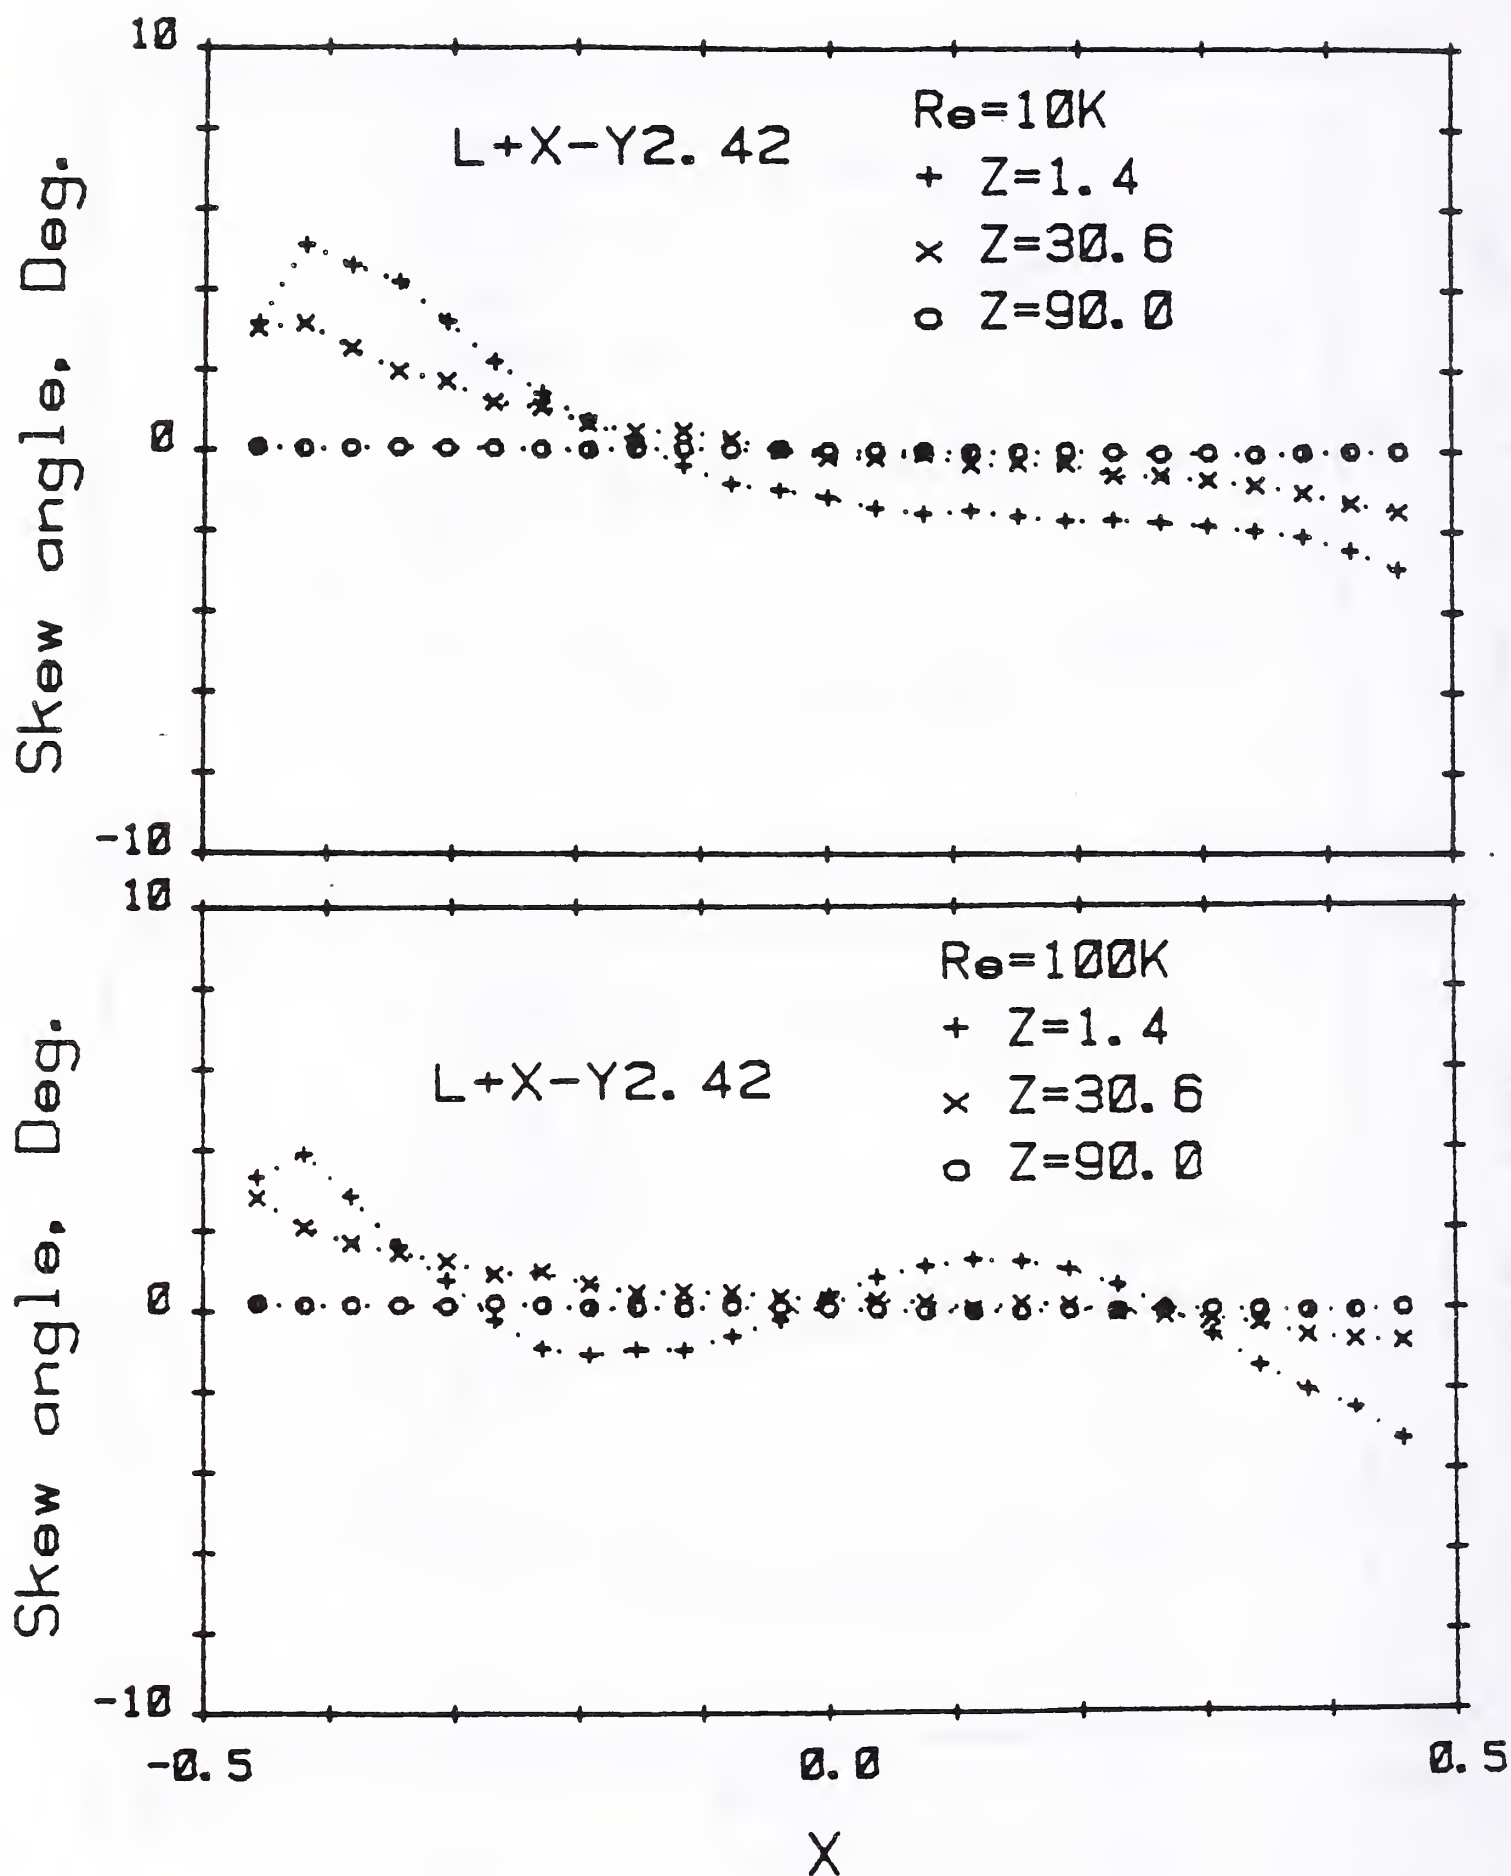 10
Re=10K
L+X-Y2.42
+ Z=1.4
× Z=30.6
o Z=90.0
Skew angle, Deg.
0
-10
10
Re=100K
+ Z=1.4
L+X-Y2.42
× Z=30.6
o Z=90.0
Skew angle, Deg.
0
-10
-0.5
0.0
0.5
X